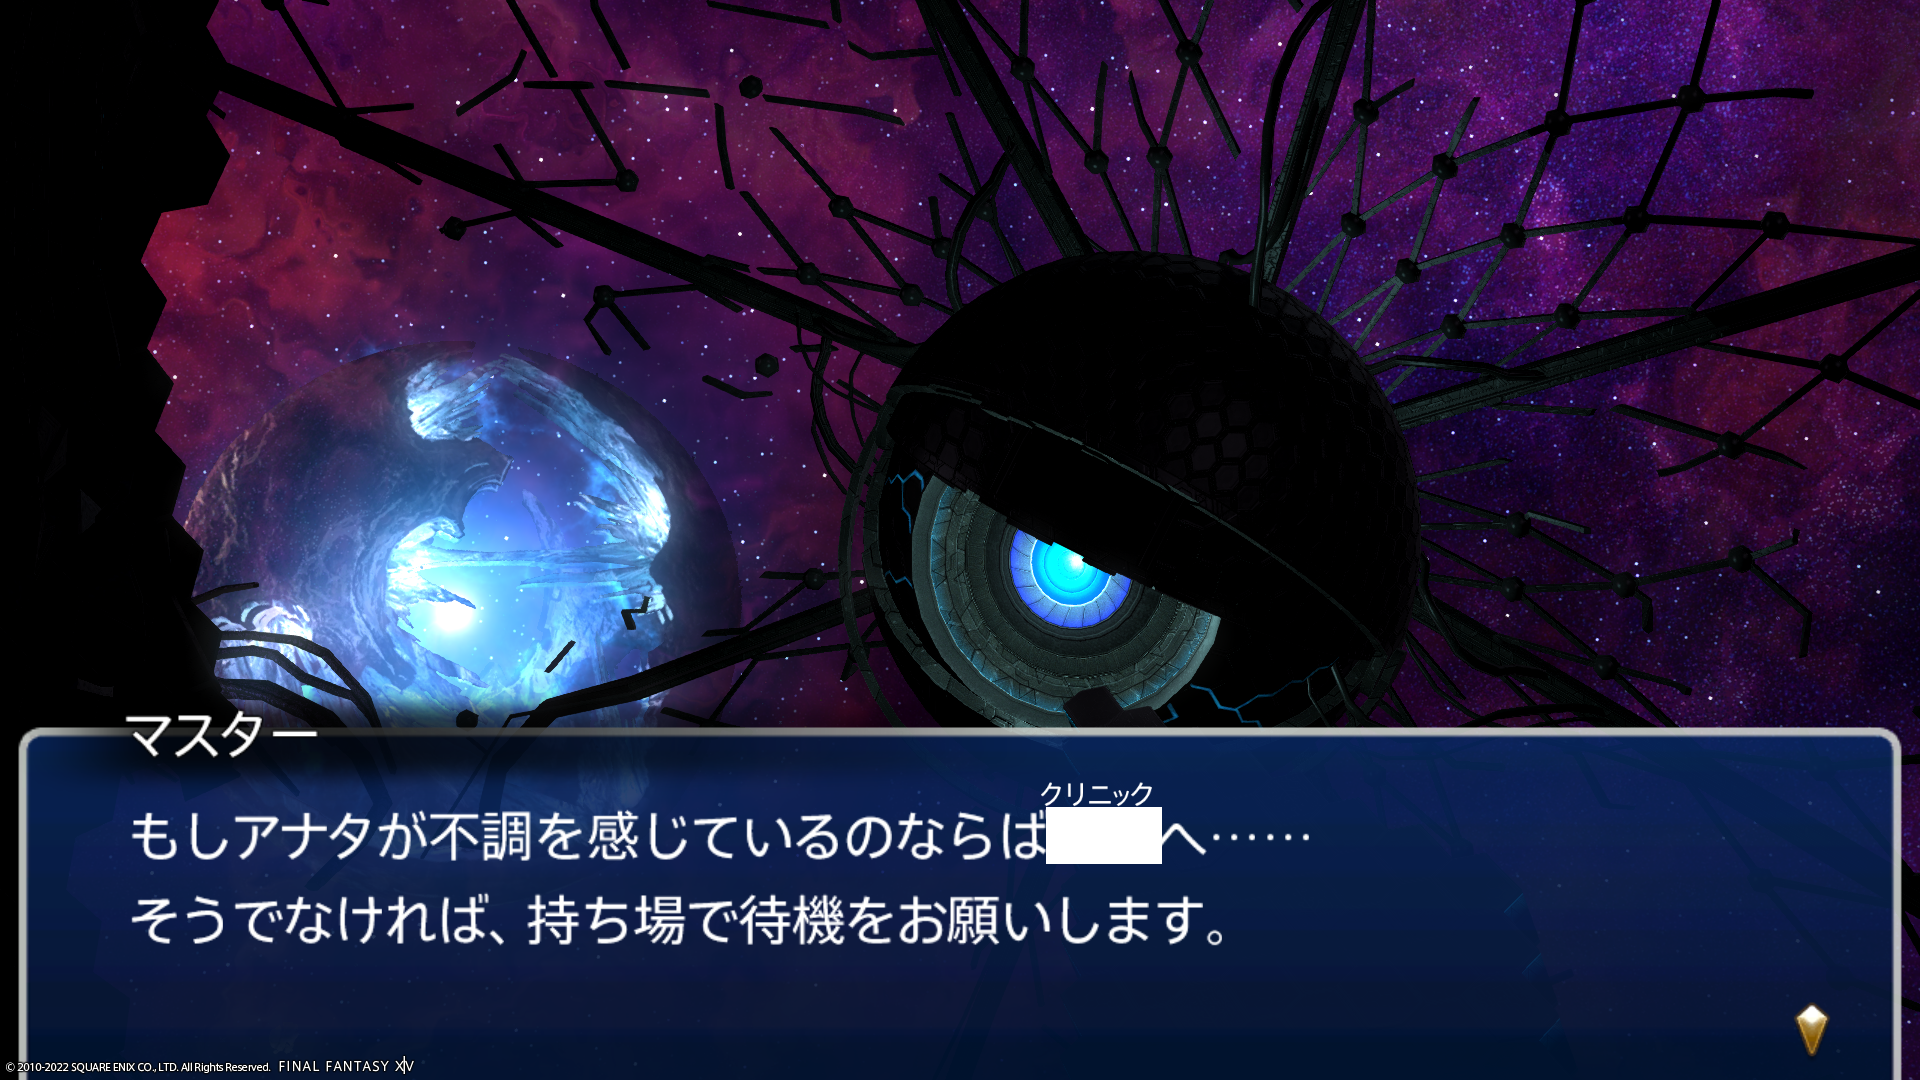 マスター
クリニック
もしアナタが不調を感じているのならばへ……
そうでなければ、持ち場で待機をお願いします。
© 2010-2022 SQUARE ENIX CO., LTD. All Rights Reserved. FINAL FANTASY XIV